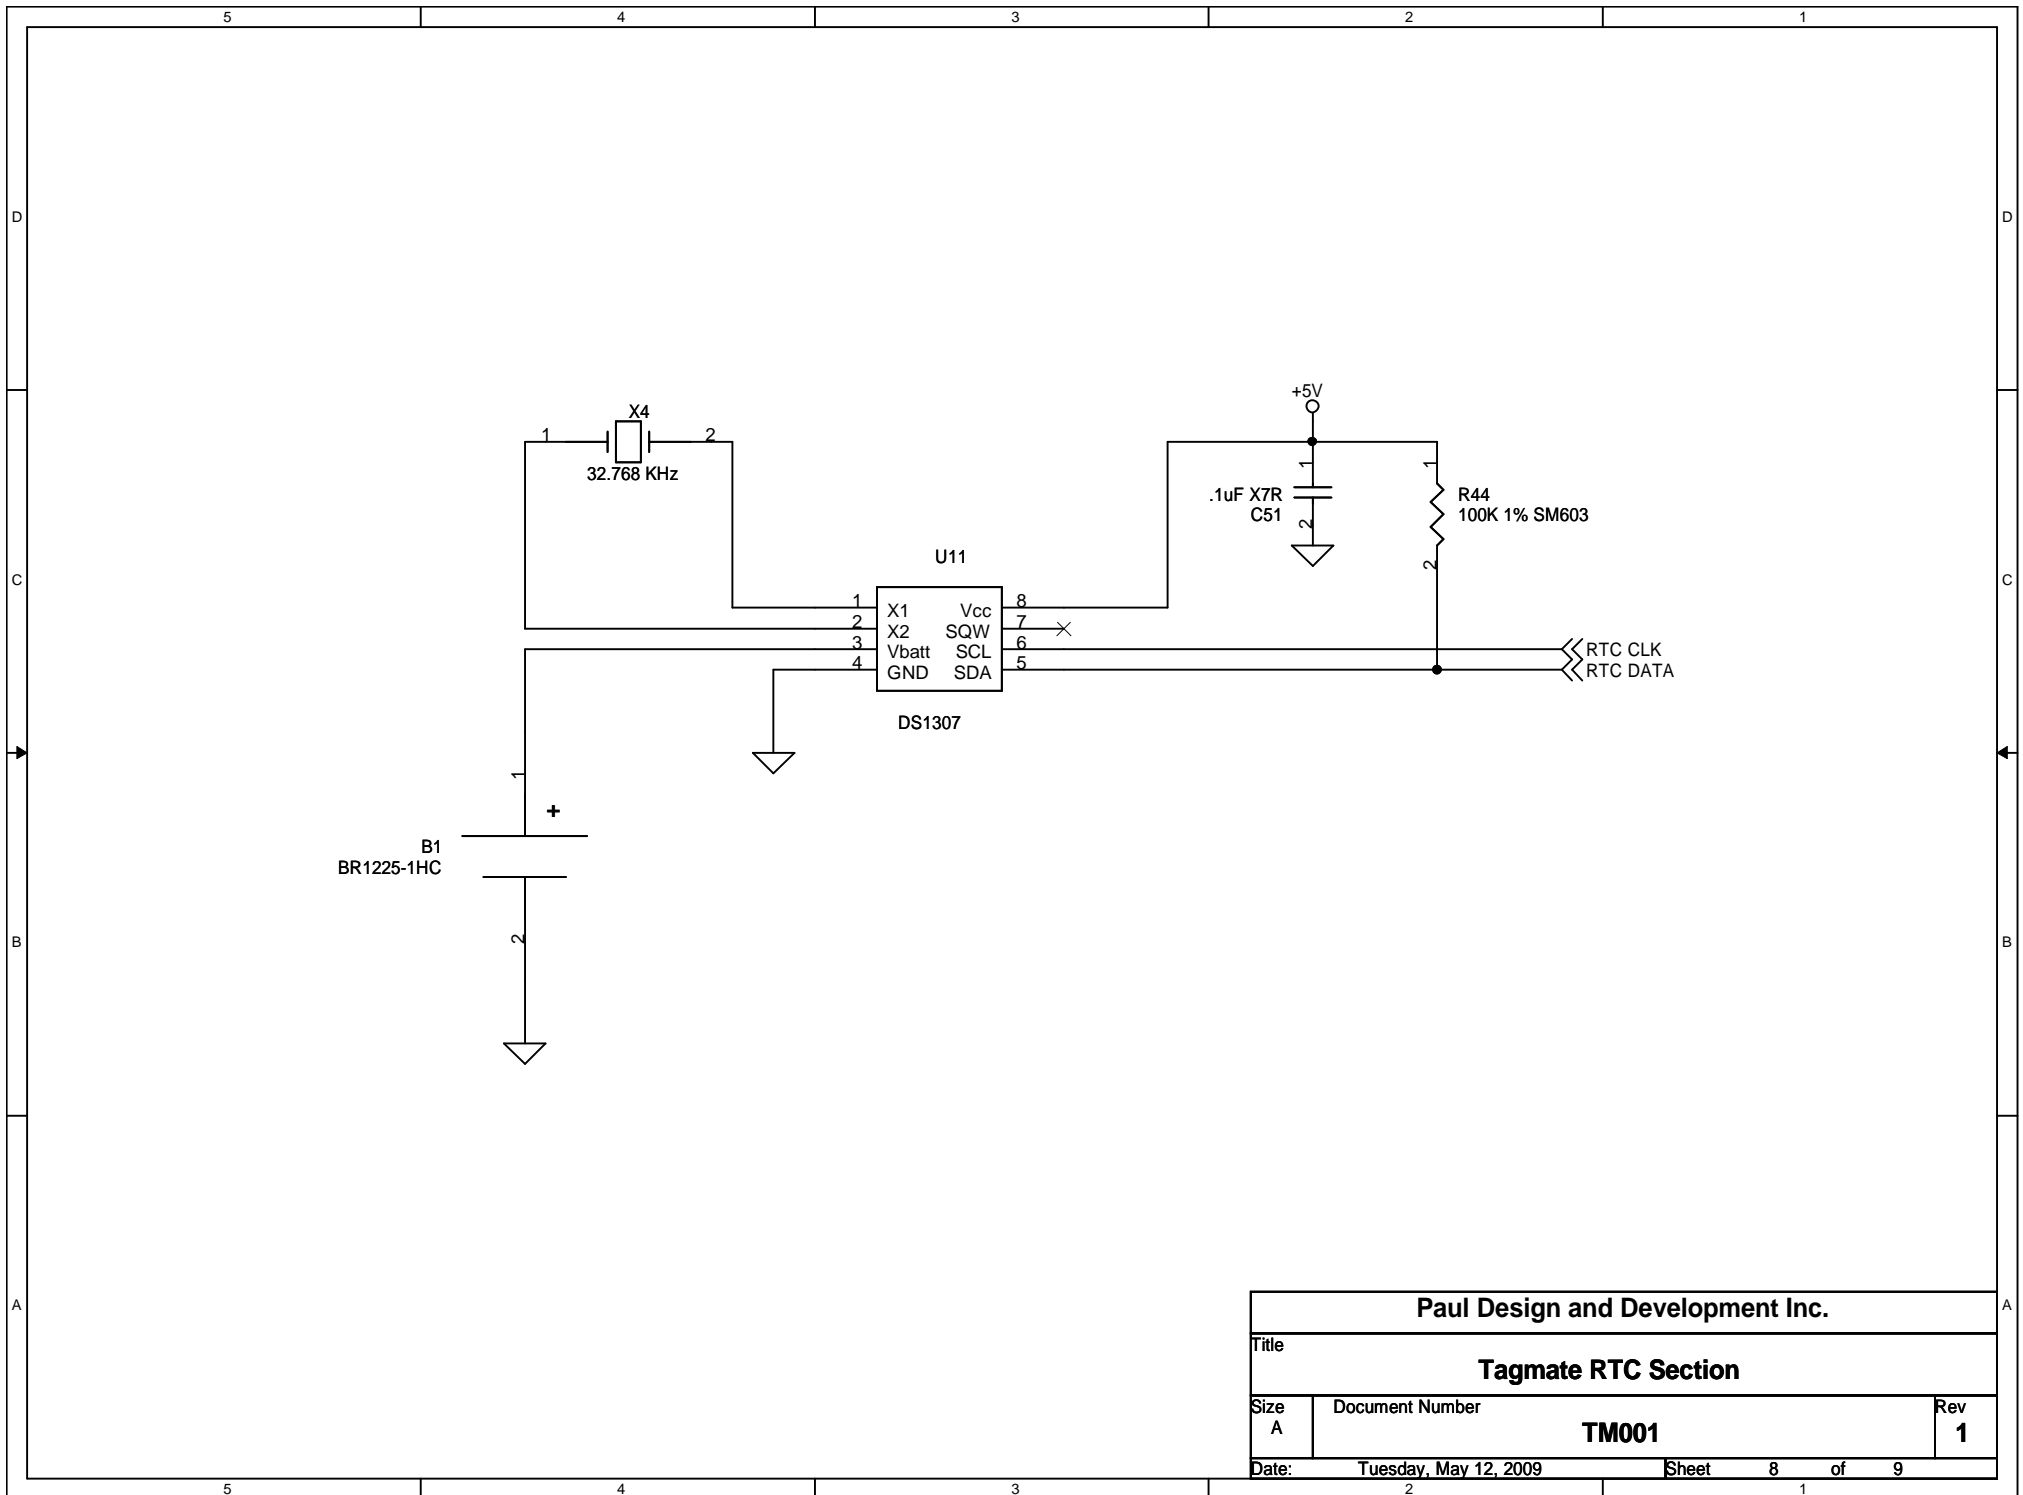 5 4 3 2 1
D D
+5V
X4
1 2
32.768 KHz
1 1
.1uF X7R
C51
R44
100K 1% SM603
2
2
U11
C C
1 X1 Vcc 8
2 X2 SQW 7
3 Vbatt SCL 6 RTC CLK
4 GND SDA 5 RTC DATA
DS1307
1
+
B1
BR1225-1HC
2
B B
A A
Paul Design and Development Inc.
Title
Tagmate RTC Section
Size Document Number Rev
A TM001 1
Date: Tuesday, May 12, 2009 Sheet 8 of 9
5 4 3 2 1